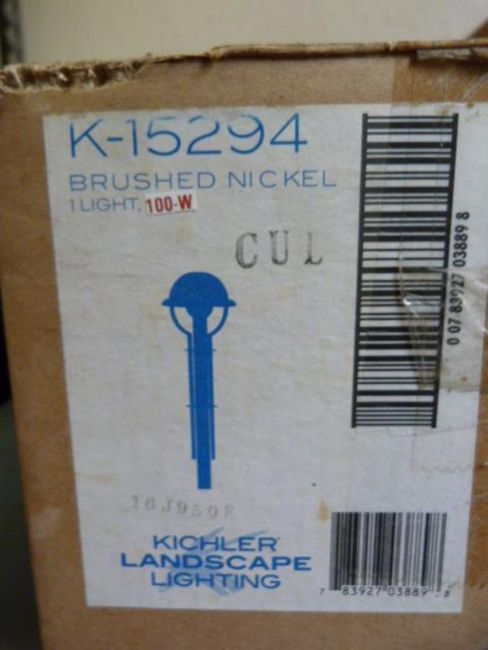 K-15294
BRUSHED NICKEL
1 LIGHT, 100-W
CUL
0 07 83927 03889 8
KICHLER
LANDSCAPE
LIGHTING
7 83927 03889 8